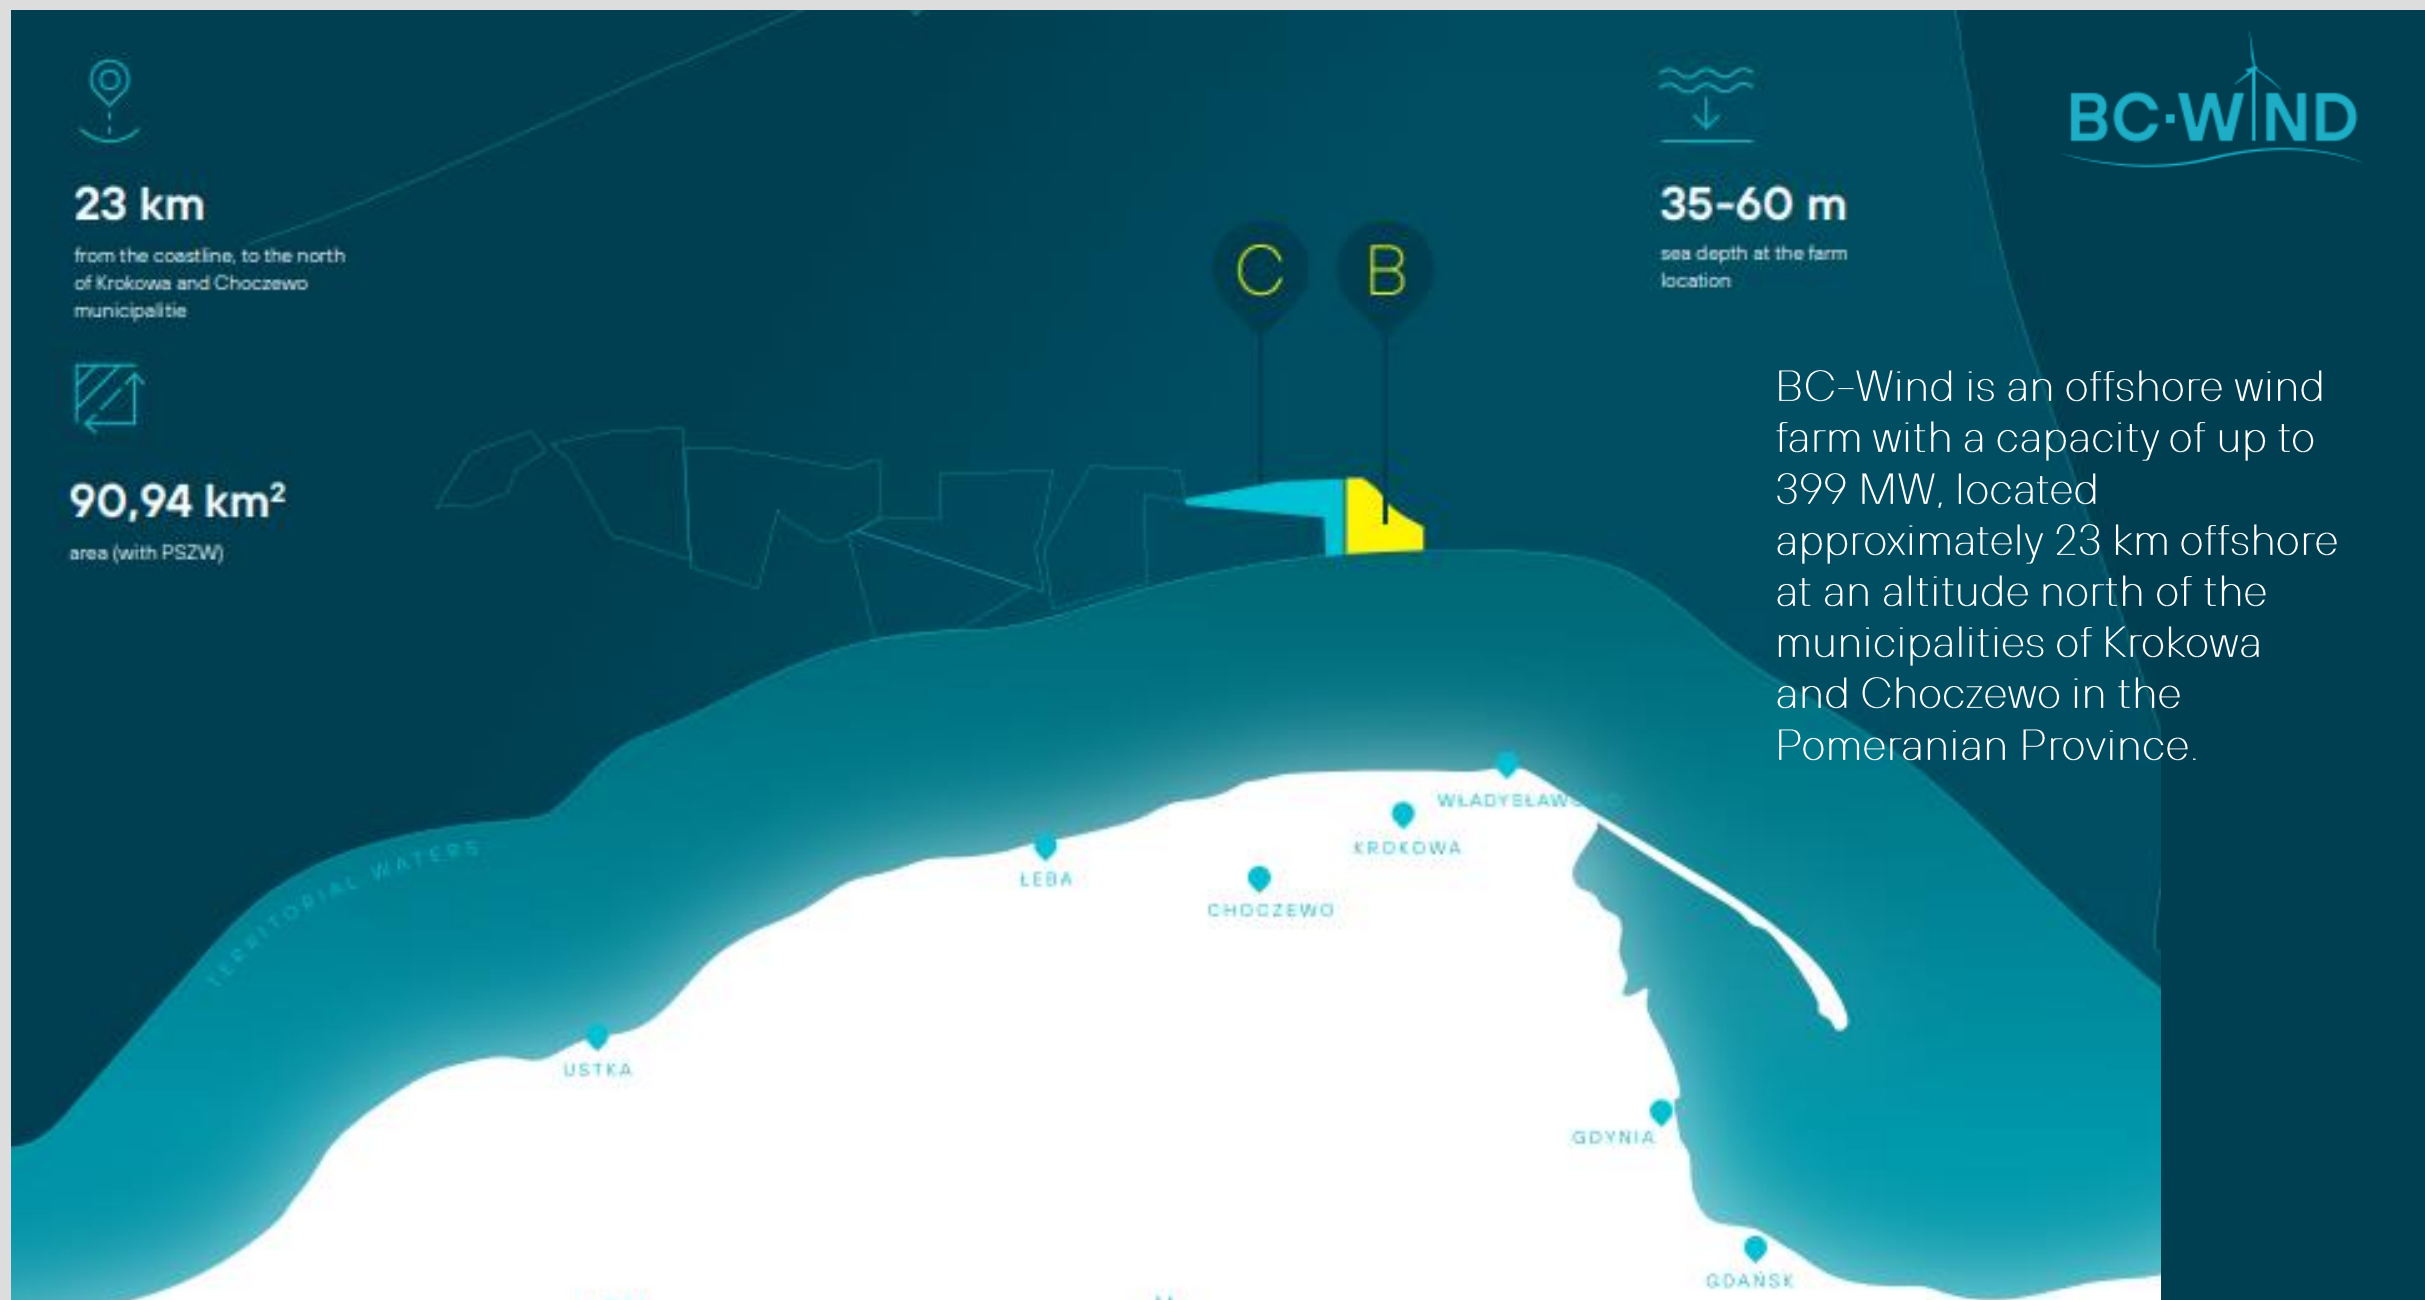 23 km
from the coastline, to the north
of Krokowa and Choczewo
municipalitie
90,94 km²
area (with PSZW)
C
B
35-60 m
sea depth at the farm
location
BC·WIND
BC-Wind is an offshore wind
farm with a capacity of up to
399 MW, located
approximately 23 km offshore
at an altitude north of the
municipalities of Krokowa
and Choczewo in the
Pomeranian Province.
TERRITORIAL WATERS
WŁADYSŁAWOWO
KROKOWA
ŁEBA
CHOCZEWO
USTKA
GDYNIA
GDAŃSK